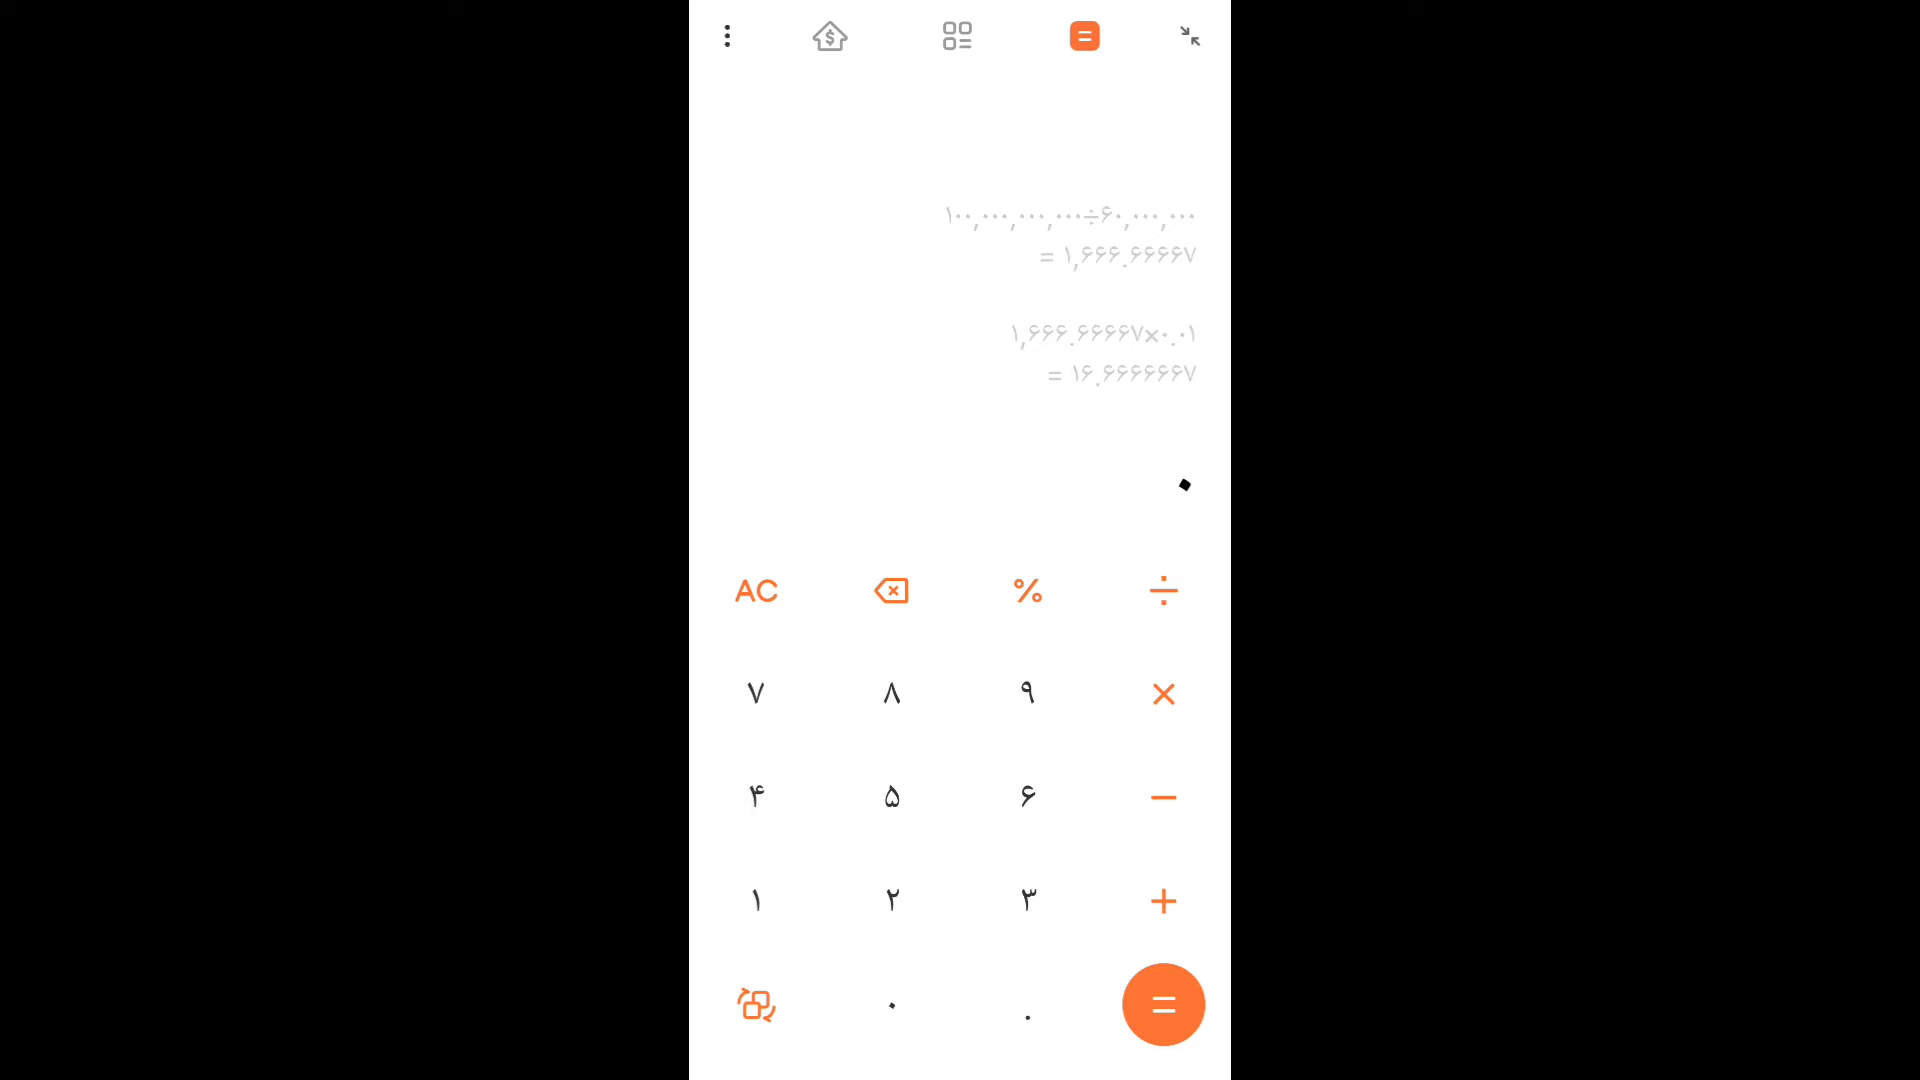 ۱۰۰,۰۰۰,۰۰۰,۰۰۰÷۶۰,۰۰۰,۰۰۰
= ۱,۶۶۶.۶۶۶۶۷
۱,۶۶۶.۶۶۶۶۷×۰.۰۱
= ۱۶.۶۶۶۶۶۶۷
۰
AC % ÷
۷ ۸ ۹ ×
۴ ۵ ۶ −
۱ ۲ ۳ +
۰ . =